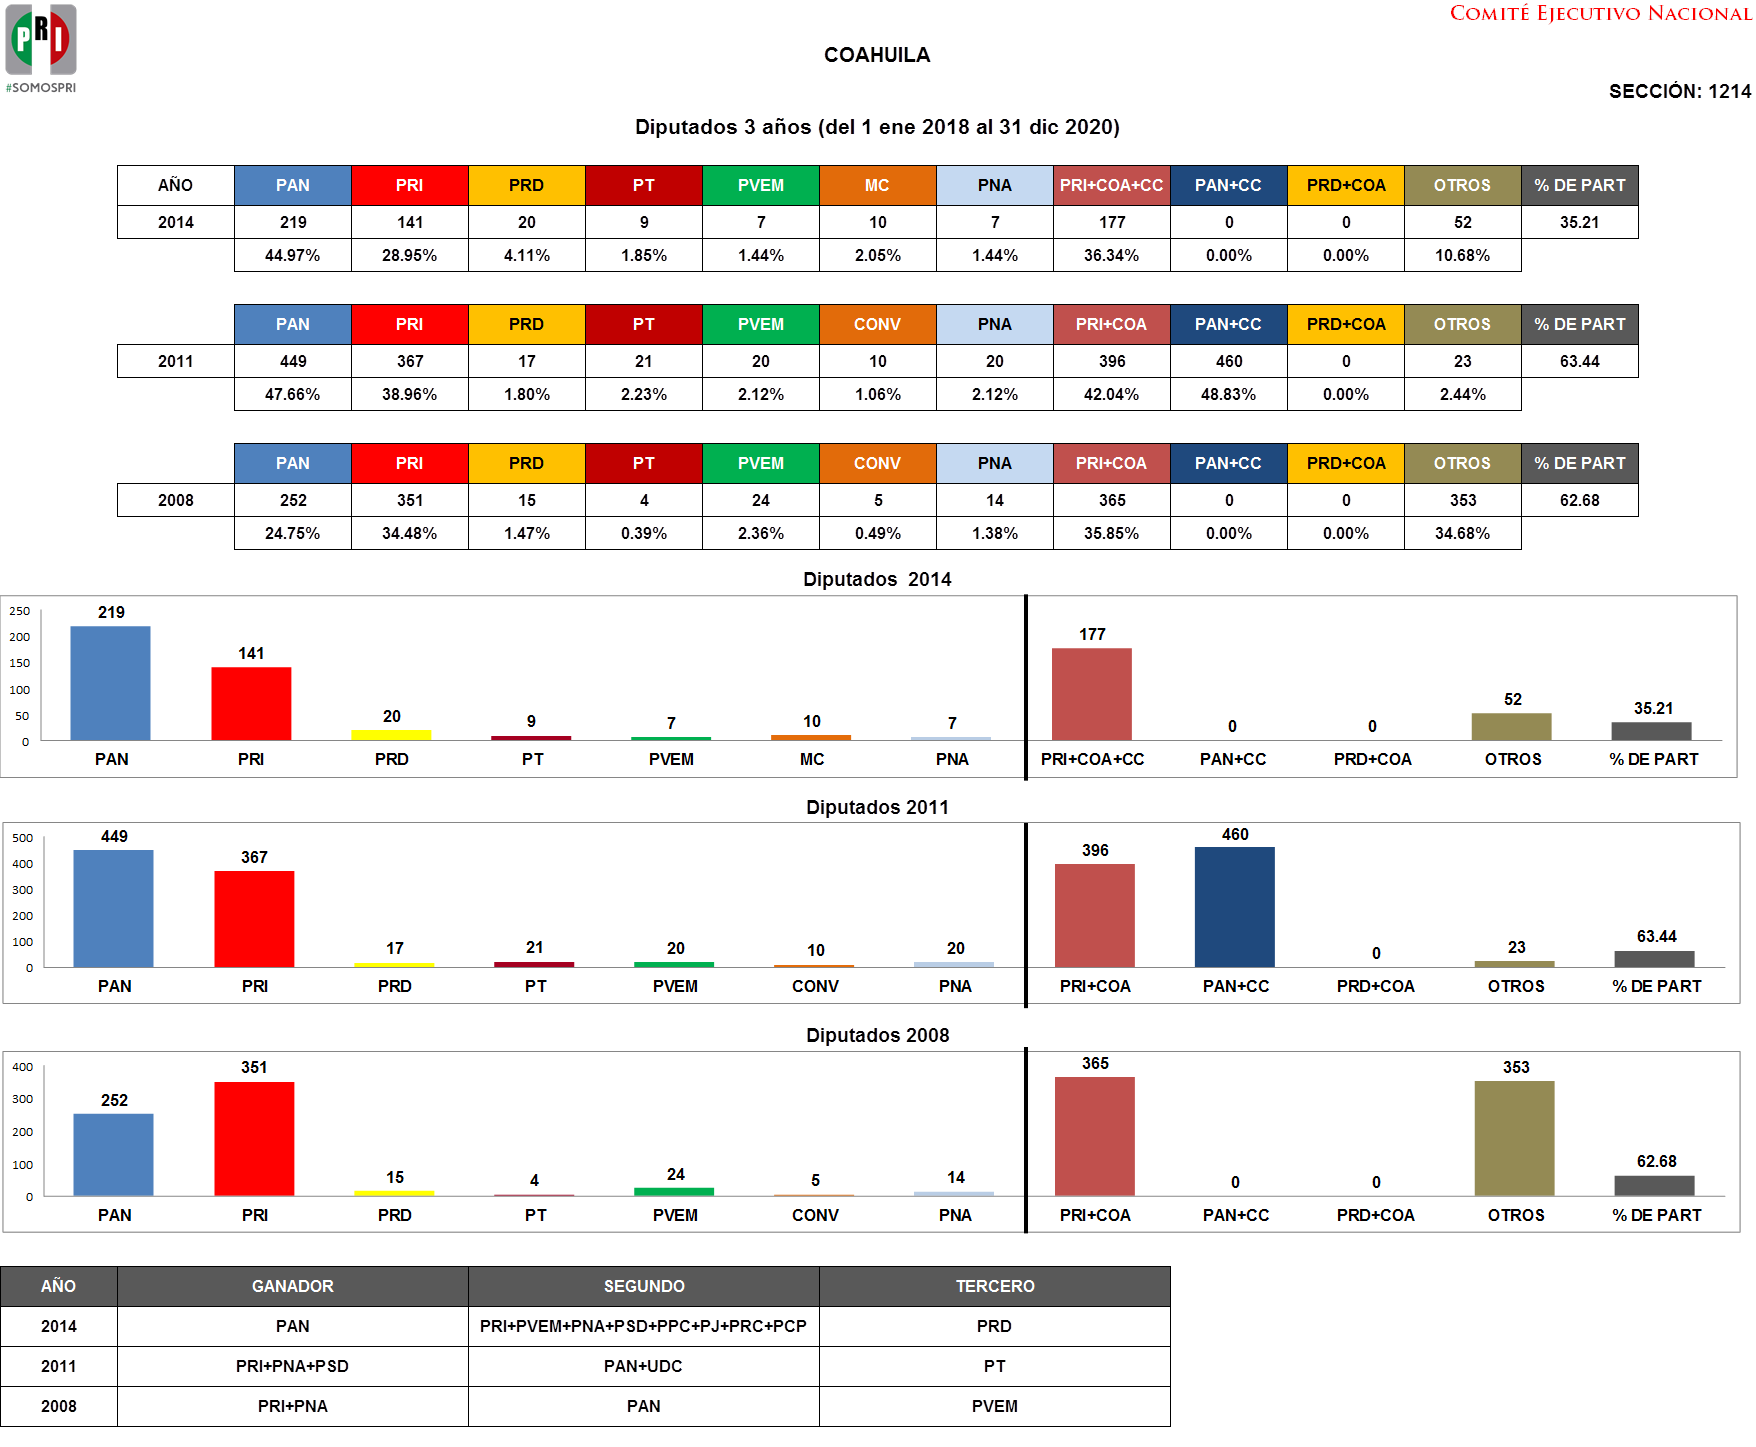 PRI
#SOMOSPRI
COMITÉ EJECUTIVO NACIONAL
COAHUILA
SECCIÓN: 1214
Diputados 3 años (del 1 ene 2018 al 31 dic 2020)
AÑO PAN PRI PRD PT PVEM MC PNA PRI+COA+CC PAN+CC PRD+COA OTROS % DE PART
2014 219 141 20 9 7 10 7 177 0 0 52 35.21
44.97% 28.95% 4.11% 1.85% 1.44% 2.05% 1.44% 36.34% 0.00% 0.00% 10.68%
PAN PRI PRD PT PVEM CONV PNA PRI+COA PAN+CC PRD+COA OTROS % DE PART
2011 449 367 17 21 20 10 20 396 460 0 23 63.44
47.66% 38.96% 1.80% 2.23% 2.12% 1.06% 2.12% 42.04% 48.83% 0.00% 2.44%
PAN PRI PRD PT PVEM CONV PNA PRI+COA PAN+CC PRD+COA OTROS % DE PART
2008 252 351 15 4 24 5 14 365 0 0 353 62.68
24.75% 34.48% 1.47% 0.39% 2.36% 0.49% 1.38% 35.85% 0.00% 0.00% 34.68%
Diputados 2014
250
200
150
100
50
0
219 141 20 9 7 10 7 177 0 0 52 35.21
PAN PRI PRD PT PVEM MC PNA PRI+COA+CC PAN+CC PRD+COA OTROS % DE PART
Diputados 2011
500
400
300
200
100
0
449 367 17 21 20 10 20 396 460 0 23 63.44
PAN PRI PRD PT PVEM CONV PNA PRI+COA PAN+CC PRD+COA OTROS % DE PART
Diputados 2008
400
300
200
100
0
252 351 15 4 24 5 14 365 0 0 353 62.68
PAN PRI PRD PT PVEM CONV PNA PRI+COA PAN+CC PRD+COA OTROS % DE PART
AÑO GANADOR SEGUNDO TERCERO
2014 PAN PRI+PVEM+PNA+PSD+PPC+PJ+PRC+PCP PRD
2011 PRI+PNA+PSD PAN+UDC PT
2008 PRI+PNA PAN PVEM